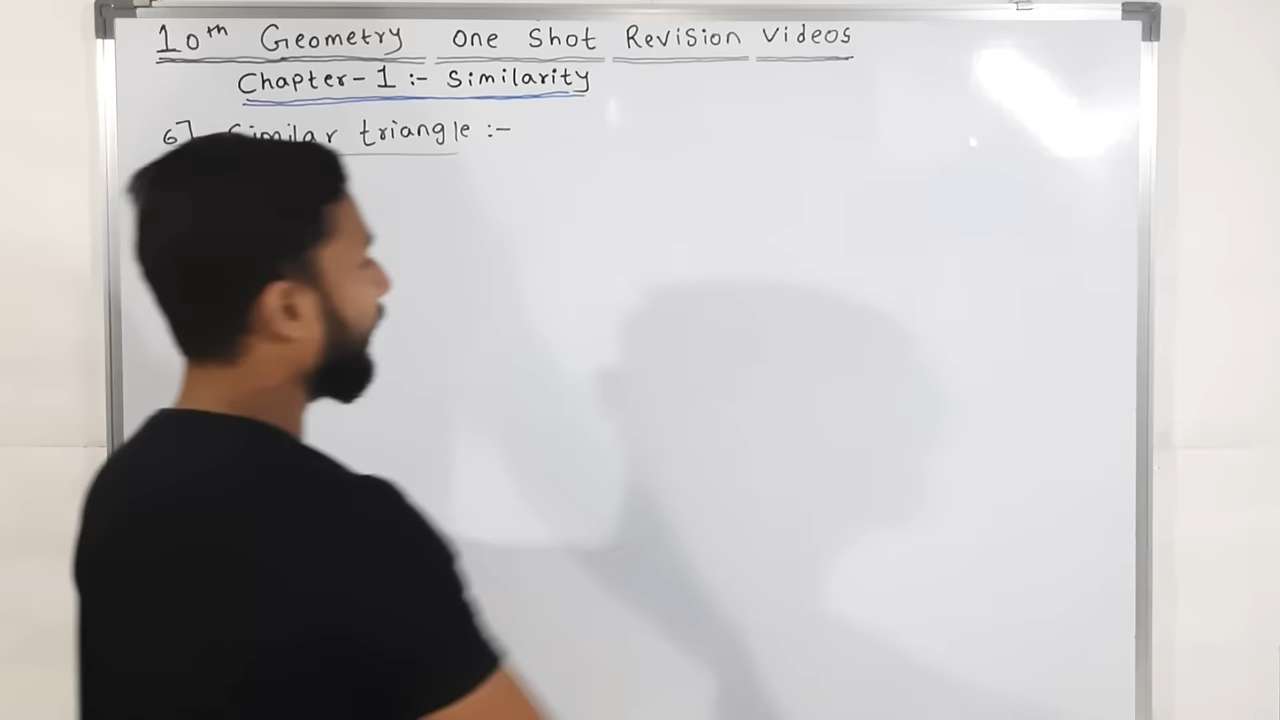 10th Geometry one Shot Revision Videos
Chapter-1 :- Similarity
6] Similar triangle :-